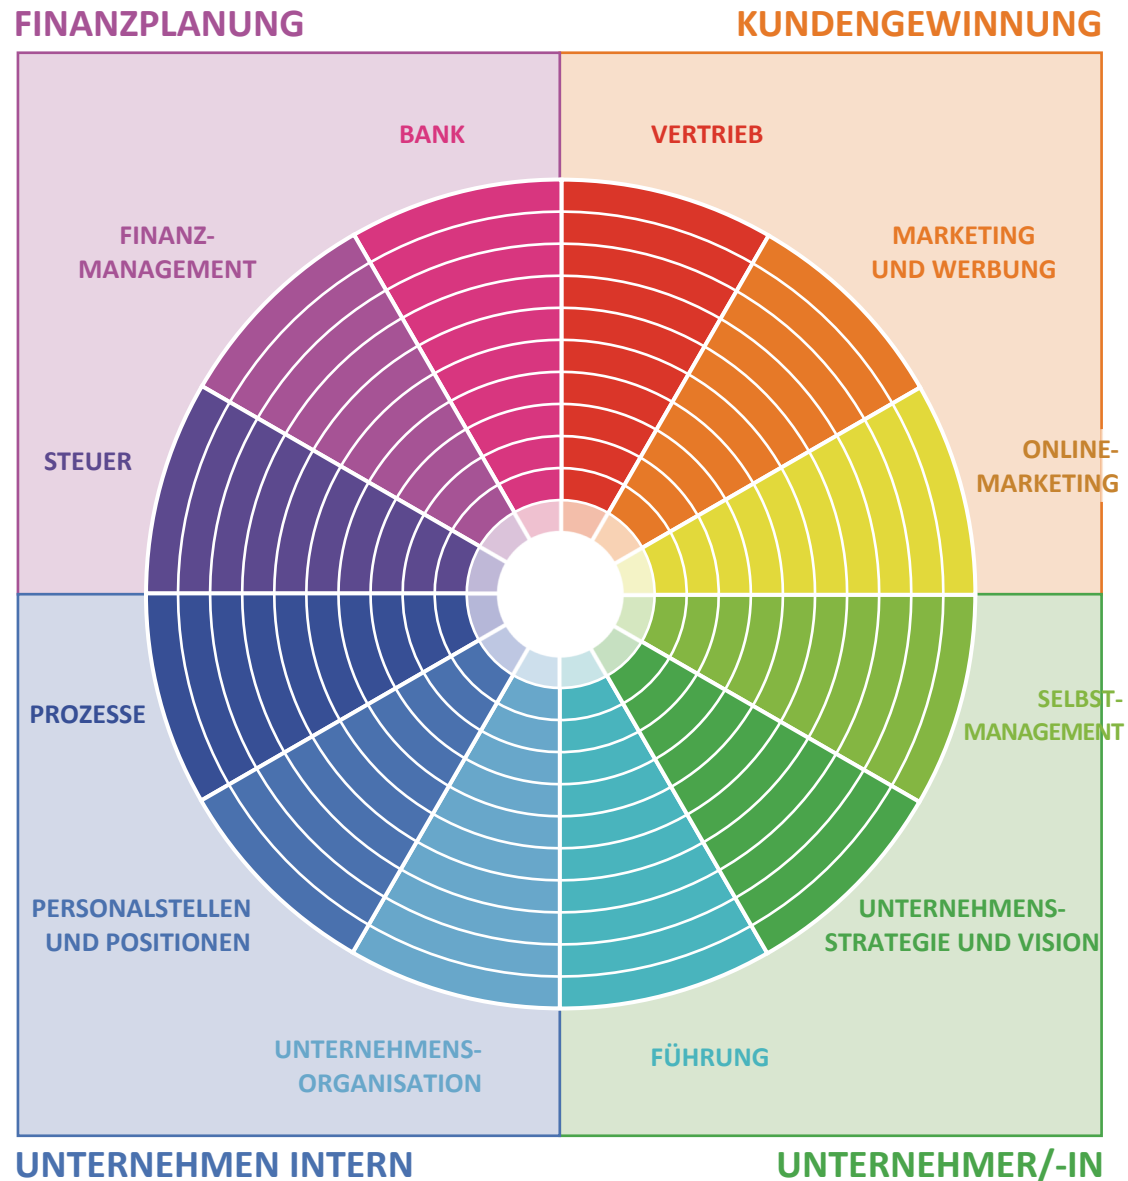 FINANZPLANUNG
KUNDENGEWINNUNG
BANK
VERTRIEB
FINANZ-
MANAGEMENT
MARKETING
UND WERBUNG
STEUER
ONLINE-
MARKETING
PROZESSE
SELBST-
MANAGEMENT
PERSONALSTELLEN
UND POSITIONEN
UNTERNEHMENS-
STRATEGIE UND VISION
UNTERNEHMENS-
ORGANISATION
FÜHRUNG
UNTERNEHMEN INTERN
UNTERNEHMER/-IN